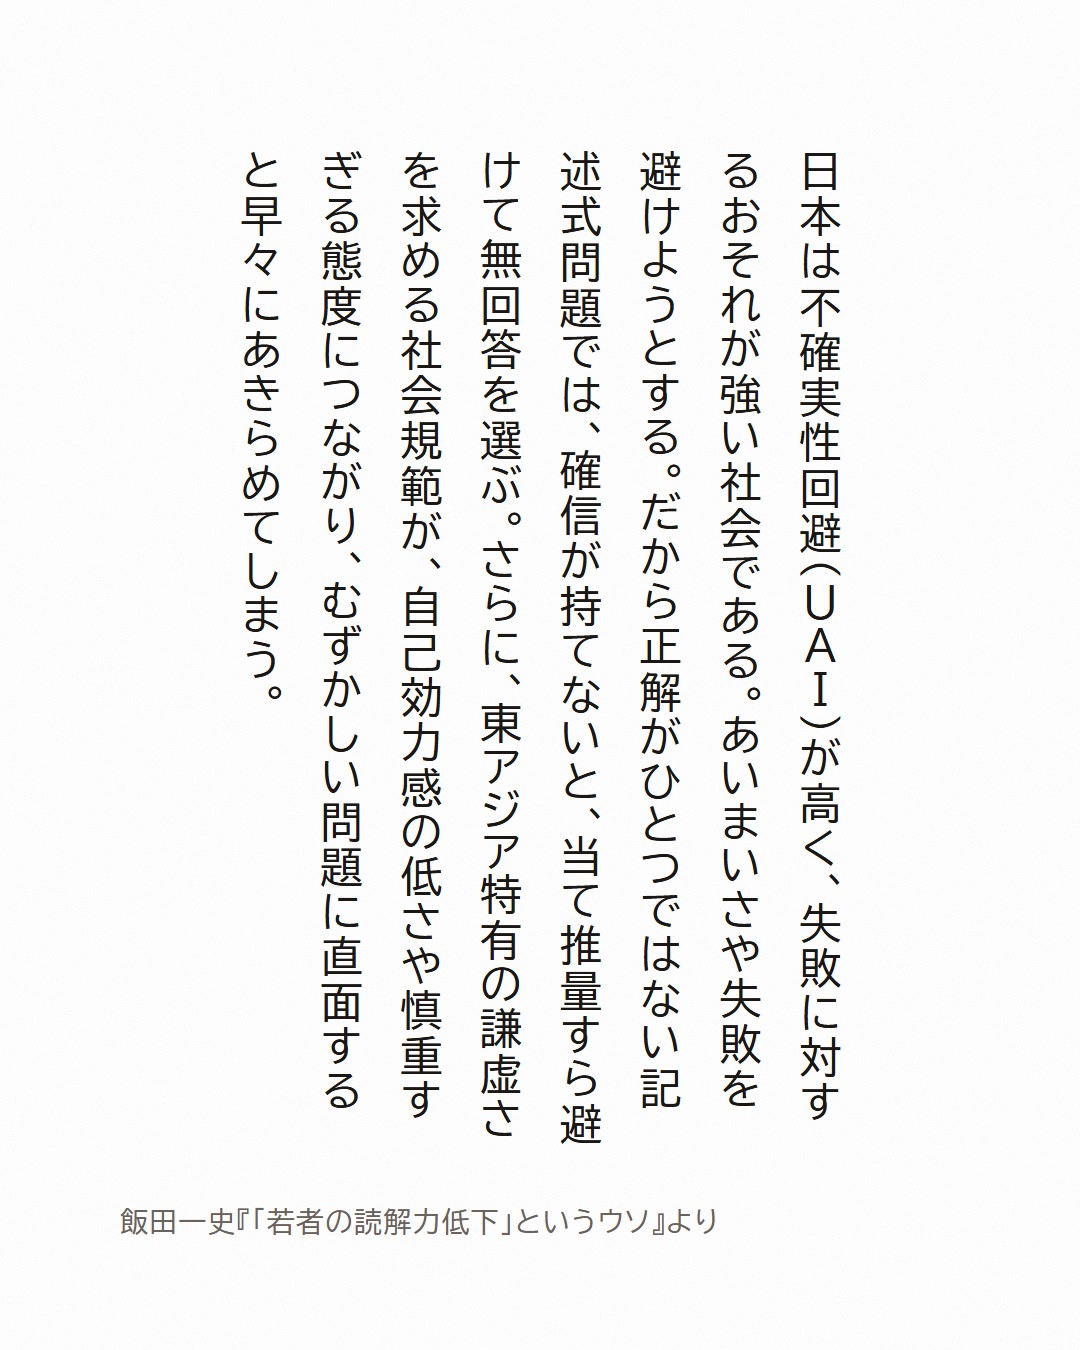 日本は不確実性回避（ＵＡＩ）が高く、失敗に対す
るおそれが強い社会である。あいまいさや失敗を
避けようとする。だから正解がひとつではない記
述式問題では、確信が持てないと、当て推量すら避
けて無回答を選ぶ。さらに、東アジア特有の謙虚さ
を求める社会規範が、自己効力感の低さや慎重す
ぎる態度につながり、むずかしい問題に直面する
と早々にあきらめてしまう。
飯田一史『「若者の読解力低下」というウソ』より